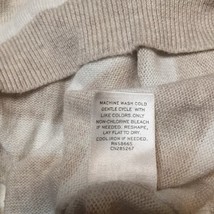 MACHINE WASH COLD
GENTLE CYCLE WITH
LIKE COLORS ONLY
NON-CHLORINE BLEACH
IF NEEDED. RESHAPE,
LAY FLAT TO DRY.
COOL IRON IF NEEDED.